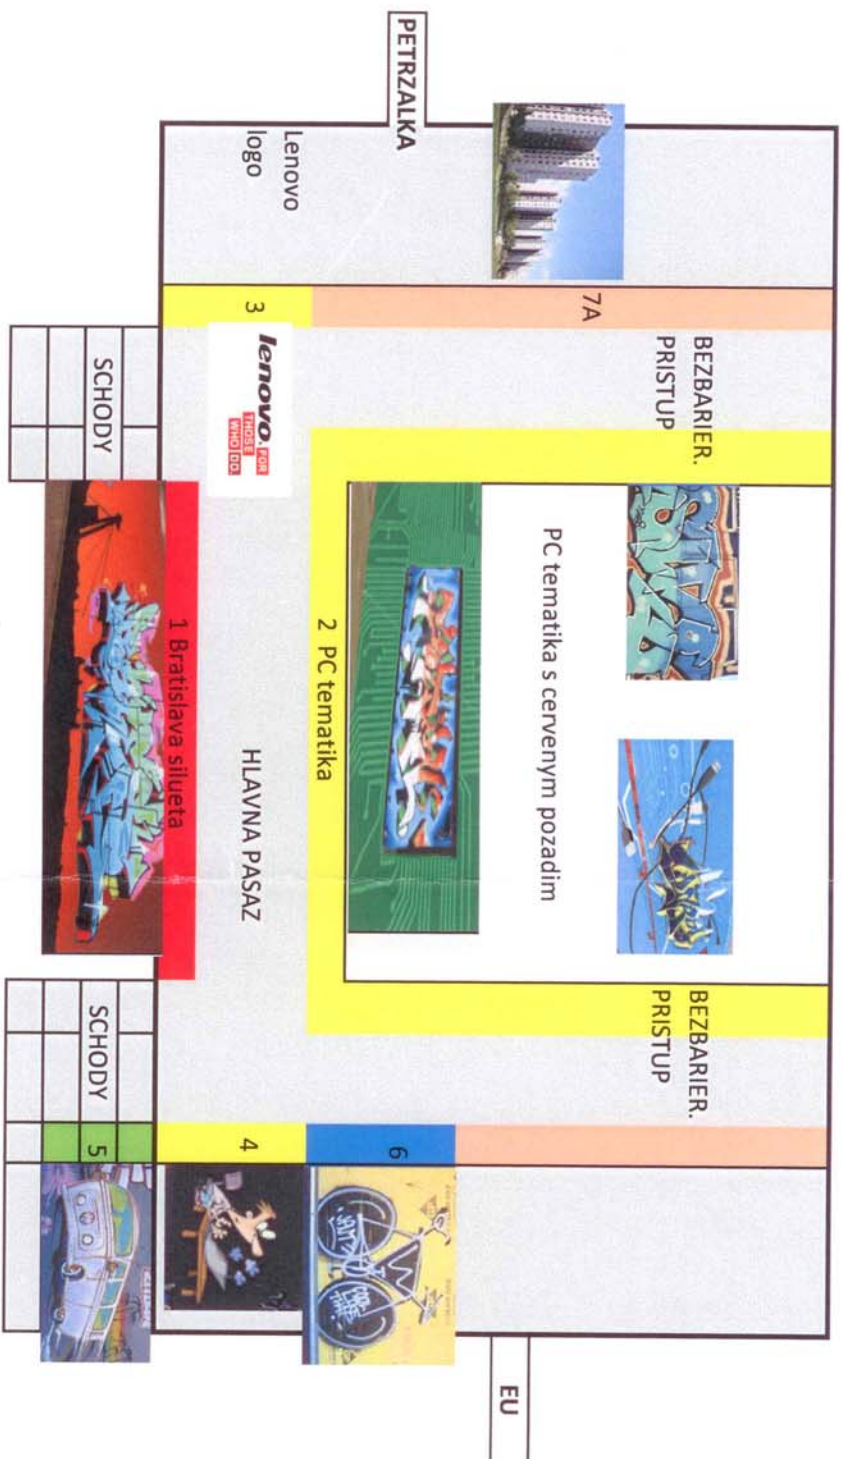 BEZBARIER.
PRISTUP
BEZBARIER.
PRISTUP
7A
PC tematika s cervenym pozadim
EU
PETRZALKA
6
2 PC tematika
Lenovo
logo
3
lenovo. FOR
THOSE
WHO DO.
HLAVNA PASAZ
4
1 Bratislava silueta
SCHODY
SCHODY
5